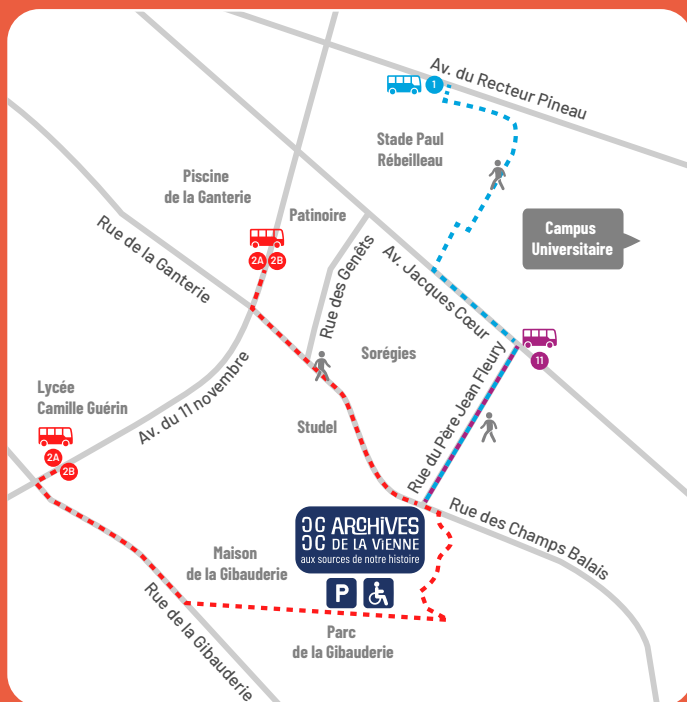 Av. du Recteur Pineau
1
Stade Paul
Rébeilleau
Piscine
de la Ganterie
Patinoire
Campus
Universitaire
Rue de la Ganterie
2A 2B
Rue des Genêts
Av. Jacques Cœur
Sorégies
11
Lycée
Camille Guérin
Av. du 11 novembre
Rue du Père Jean Fleury
Studel
2A
2B
Rue des Champs Balais
ARCHIVES
DE LA VIENNE
aux sources de notre histoire
P
Maison
de la Gibauderie
Rue de la Gibauderie
Parc
de la Gibauderie